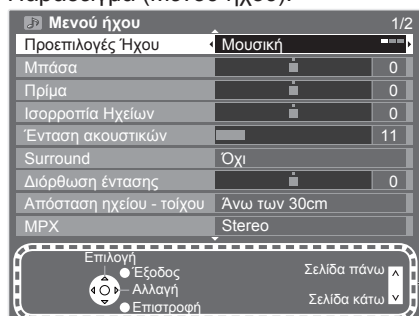 Παράδειγμα (Μενού ήχου):
Μενού ήχου 1/2
Προεπιλογές Ήχου Μουσική
Μπάσα 0
Πρίμα 0
Ισορροπία Ηχείων 0
Ένταση ακουστικών 11
Surround Όχι
Διόρθωση έντασης 0
Απόσταση ηχείου - τοίχου Άνω των 30cm
MPX Stereo
Επιλογή
Έξοδος
Αλλαγή
Επιστροφή
Σελίδα πάνω
Σελίδα κάτω